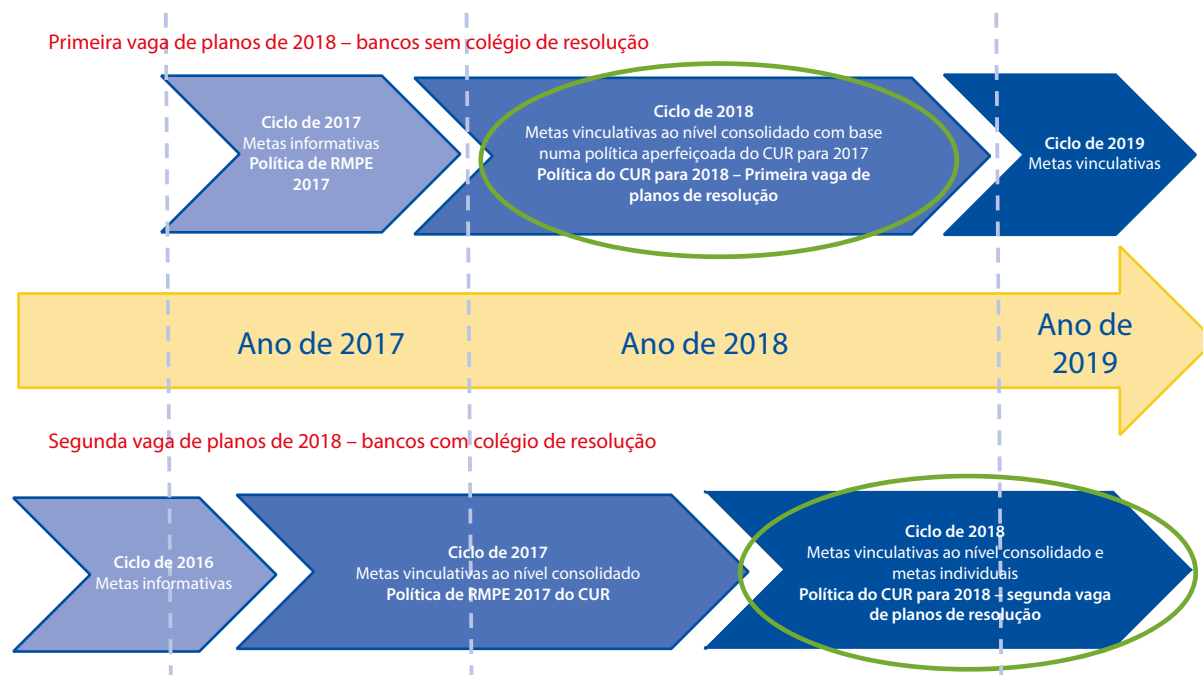 Primeira vaga de planos de 2018 – bancos sem colégio de resolução
Ciclo de 2017
Metas informativas
Política de RMPE
2017
Ciclo de 2018
Metas vinculativas ao nível consolidado com base
numa política aperfeiçoada do CUR para 2017
Política do CUR para 2018 – Primeira vaga de
planos de resolução
Ciclo de 2019
Metas vinculativas
Ano de 2017
Ano de 2018
Ano de
2019
Segunda vaga de planos de 2018 – bancos com colégio de resolução
Ciclo de 2016
Metas informativas
Ciclo de 2017
Metas vinculativas ao nível consolidado
Política de RMPE 2017 do CUR
Ciclo de 2018
Metas vinculativas ao nível consolidado e
metas individuais
Política do CUR para 2018 – segunda vaga
de planos de resolução